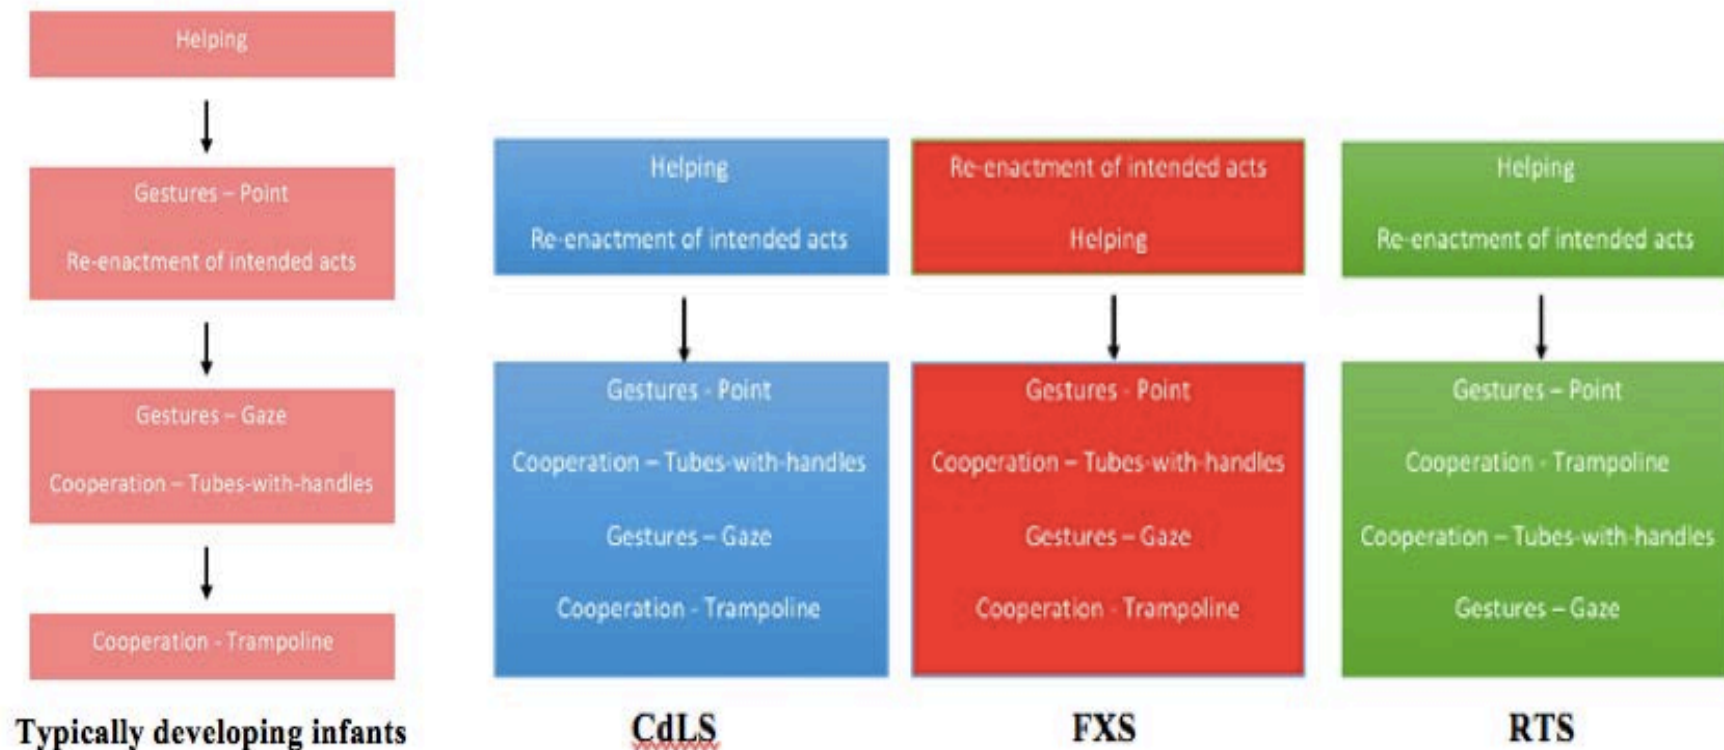 Helping
Gestures – Point
Re-enactment of intended acts
Gestures – Gaze
Cooperation – Tubes-with-handles
Cooperation - Trampoline
Typically developing infants
Helping
Re-enactment of intended acts
Gestures - Point
Cooperation – Tubes-with-handles
Gestures – Gaze
Cooperation - Trampoline
CdLS
Re-enactment of intended acts
Helping
Gestures - Point
Cooperation – Tubes-with-handles
Gestures – Gaze
Cooperation - Trampoline
FXS
Helping
Re-enactment of intended acts
Gestures – Point
Cooperation - Trampoline
Cooperation – Tubes-with-handles
Gestures – Gaze
RTS